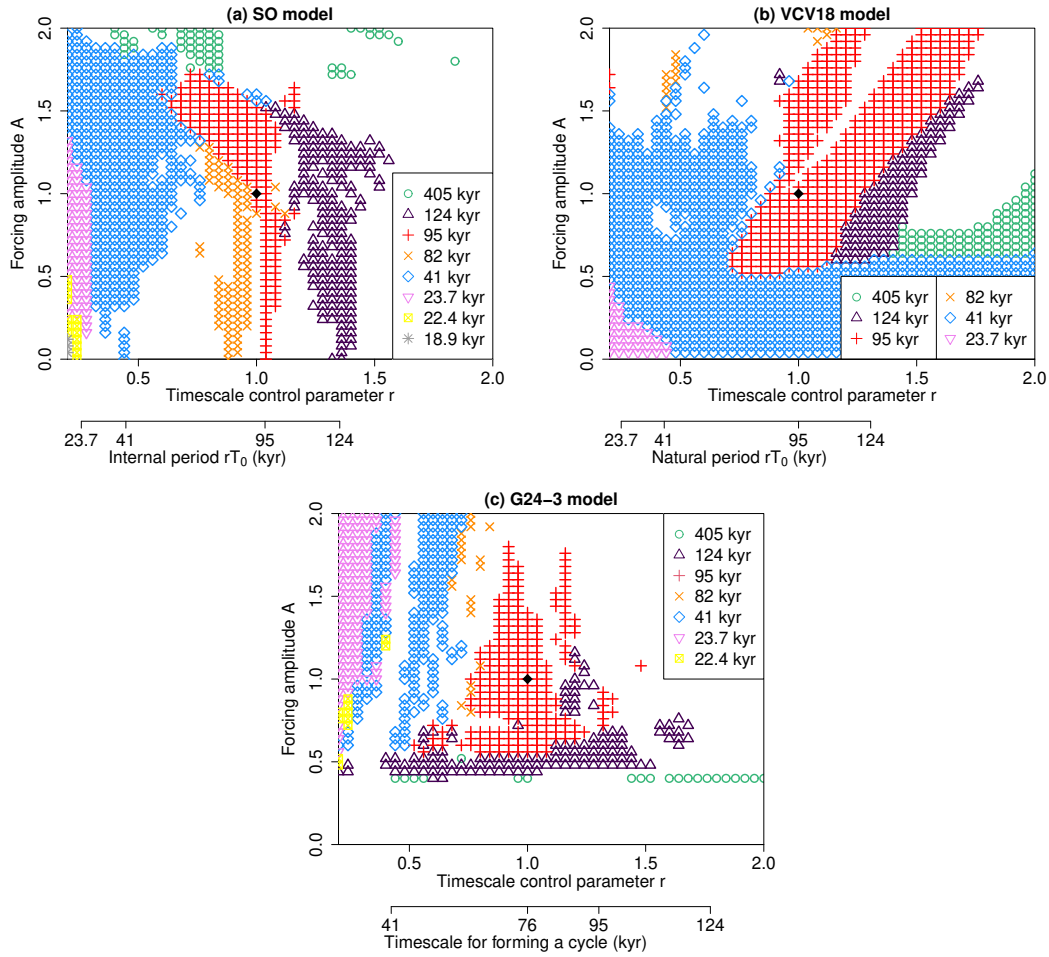 (a) SO model
Forcing amplitude A
0.0 0.5 1.0 1.5 2.0
405 kyr
124 kyr
95 kyr
82 kyr
41 kyr
23.7 kyr
22.4 kyr
18.9 kyr
0.5 1.0 1.5 2.0
Timescale control parameter r
23.7 41 95 124
Internal period rT₀ (kyr)
(b) VCV18 model
Forcing amplitude A
0.0 0.5 1.0 1.5 2.0
405 kyr
124 kyr
95 kyr
82 kyr
41 kyr
23.7 kyr
0.5 1.0 1.5 2.0
Timescale control parameter r
23.7 41 95 124
Natural period rT₀ (kyr)
(c) G24−3 model
Forcing amplitude A
0.0 0.5 1.0 1.5 2.0
405 kyr
124 kyr
95 kyr
82 kyr
41 kyr
23.7 kyr
22.4 kyr
0.5 1.0 1.5 2.0
Timescale control parameter r
41 76 95 124
Timescale for forming a cycle (kyr)